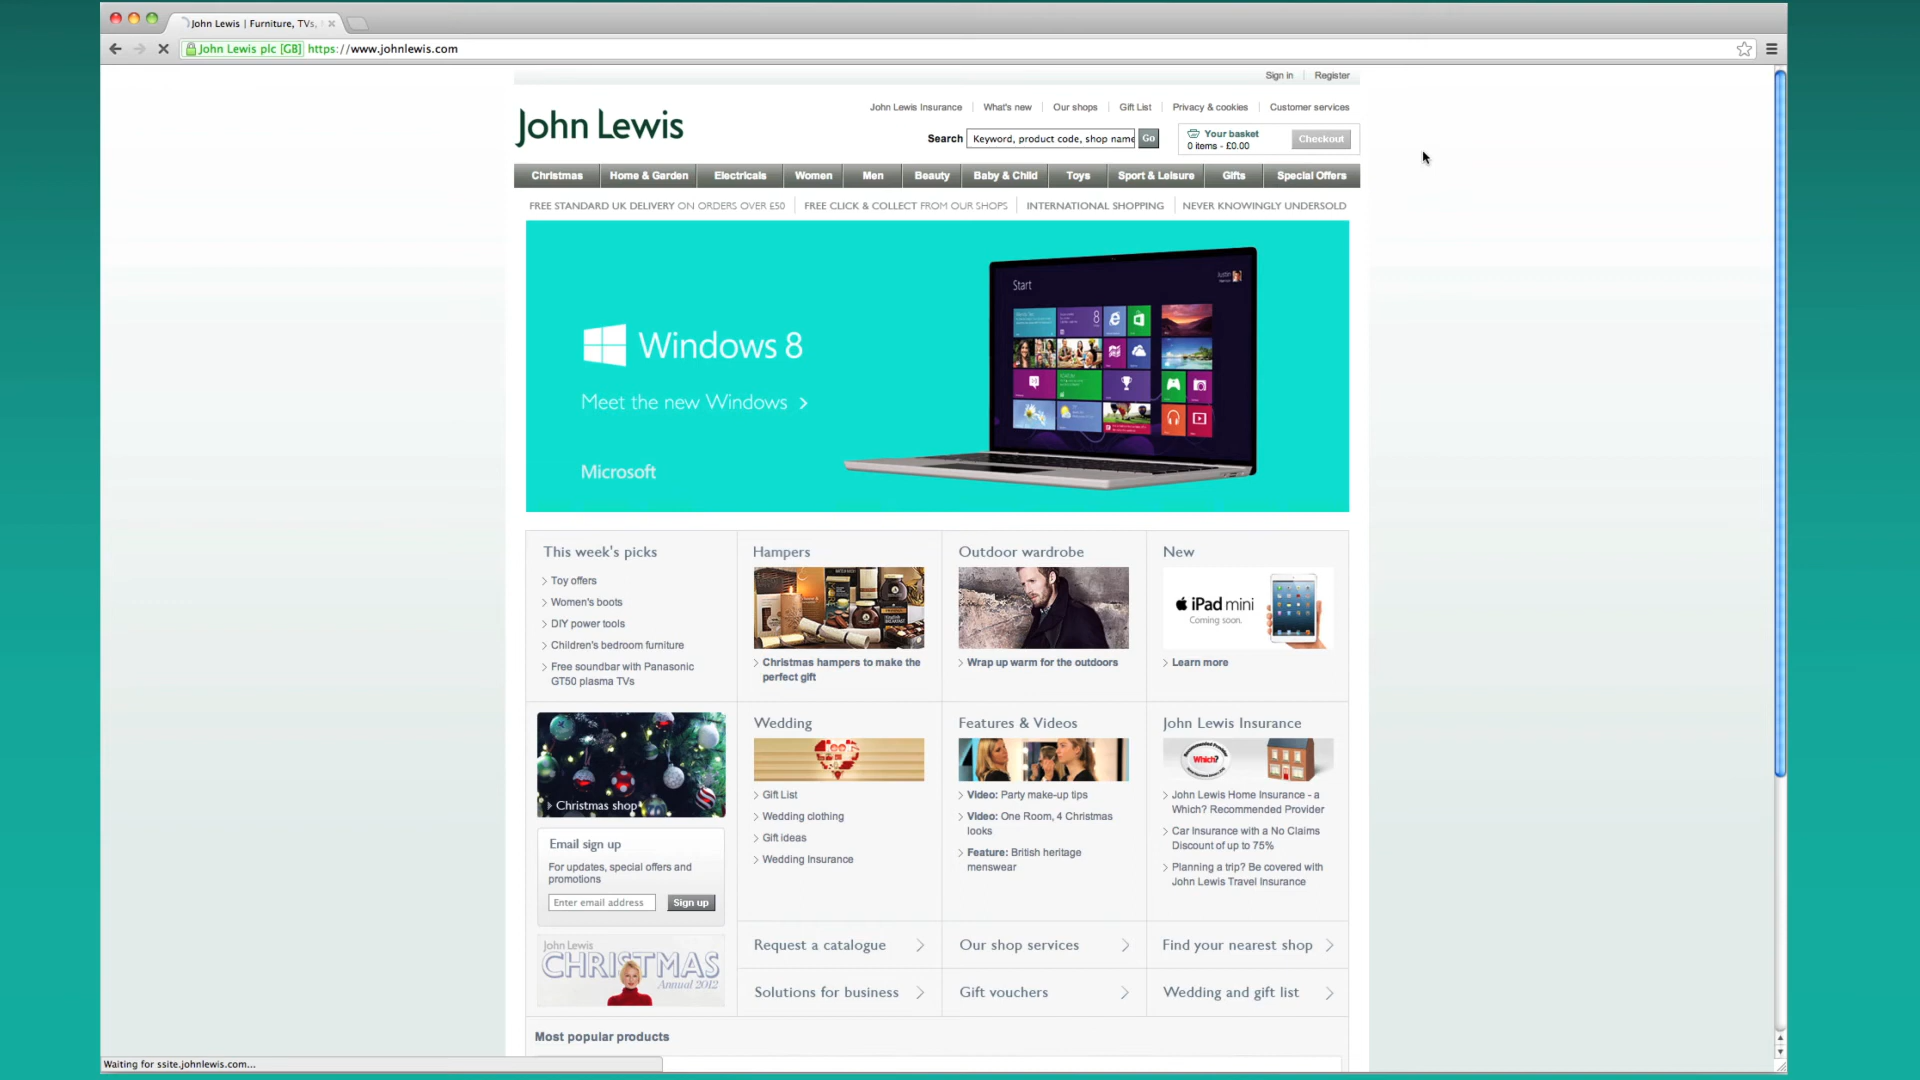 John Lewis | Furniture, TVs,
John Lewis plc [GB] https://www.johnlewis.com
Sign in Register
John Lewis Insurance What's new Our shops Gift List Privacy & cookies Customer services
John Lewis
Search Keyword, product code, shop name Go
Your basket
0 items - £0.00
Checkout
Christmas Home & Garden Electricals Women Men Beauty Baby & Child Toys Sport & Leisure Gifts Special Offers
FREE STANDARD UK DELIVERY ON ORDERS OVER £50 FREE CLICK & COLLECT FROM OUR SHOPS INTERNATIONAL SHOPPING NEVER KNOWINGLY UNDERSOLD
Windows 8
Meet the new Windows
Microsoft
Start
This week's picks
Toy offers
Women's boots
DIY power tools
Children's bedroom furniture
Free soundbar with Panasonic
GT50 plasma TVs
Hampers
Christmas hampers to make the
perfect gift
Outdoor wardrobe
Wrap up warm for the outdoors
New
iPad mini
Coming soon.
Learn more
Christmas shop
Wedding
Gift List
Wedding clothing
Gift ideas
Wedding Insurance
Features & Videos
Video: Party make-up tips
Video: One Room, 4 Christmas
looks
Feature: British heritage
menswear
John Lewis Insurance
Recommended Provider
Which?
John Lewis Home Insurance - a
Which? Recommended Provider
Car Insurance with a No Claims
Discount of up to 75%
Planning a trip? Be covered with
John Lewis Travel Insurance
Email sign up
For updates, special offers and
promotions
Enter email address Sign up
John Lewis
CHRISTMAS
Annual 2012
Request a catalogue Our shop services Find your nearest shop
Solutions for business Gift vouchers Wedding and gift list
Most popular products
Waiting for ssite.johnlewis.com...